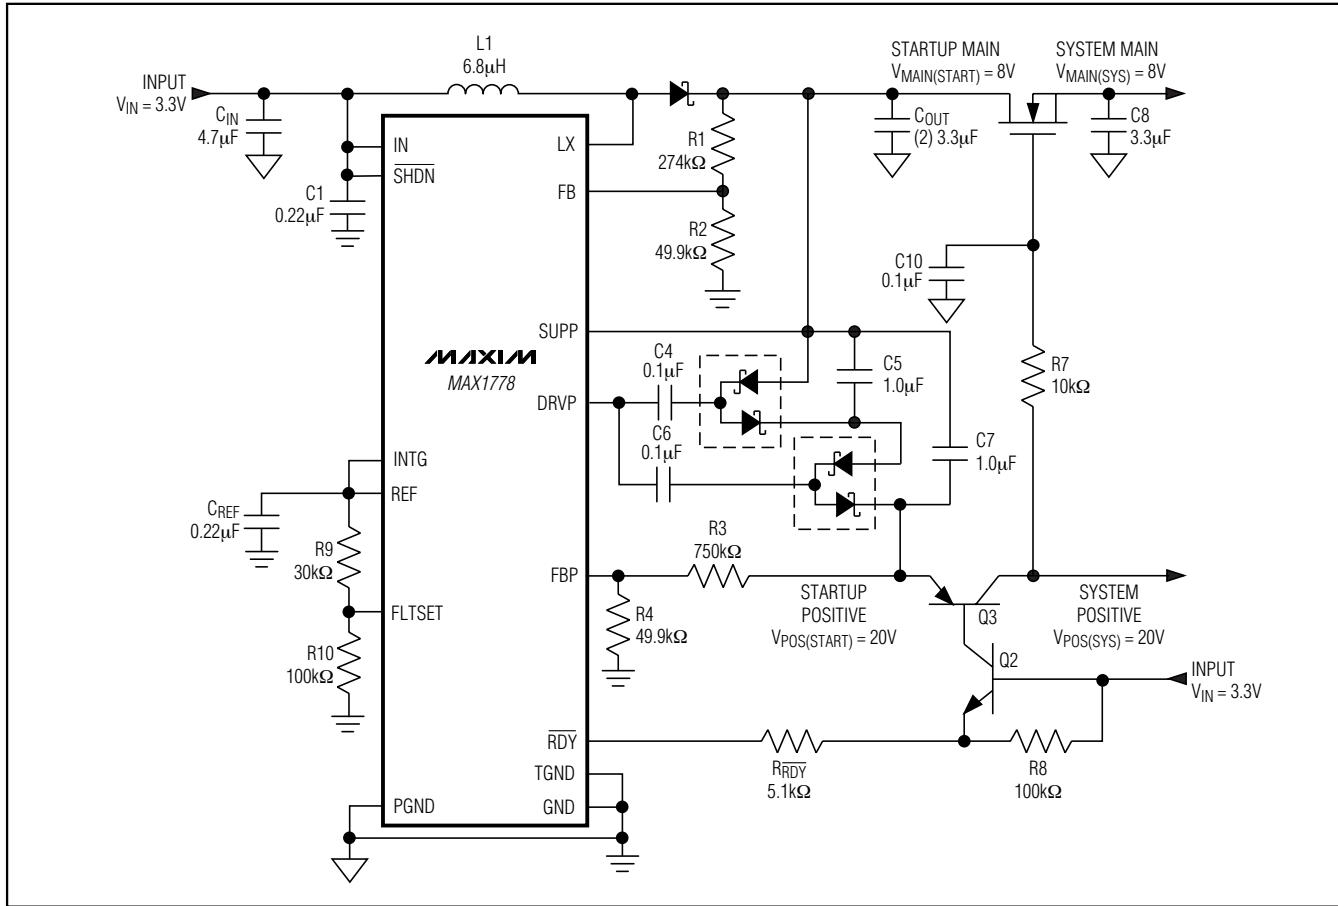 INPUT
V_IN = 3.3V
C_IN
4.7µF
L1
6.8µH
STARTUP MAIN
V_MAIN(START) = 8V
SYSTEM MAIN
V_MAIN(SYS) = 8V
C_OUT
(2) 3.3µF
C8
3.3µF
IN
S̅H̅D̅N̅
C1
0.22µF
LX
FB
R1
274kΩ
R2
49.9kΩ
C10
0.1µF
SUPP
MAXIM
MAX1778
DRVP
C4
0.1µF
C6
0.1µF
C5
1.0µF
C7
1.0µF
R7
10kΩ
INTG
REF
C_REF
0.22µF
R9
30kΩ
FLTSET
R10
100kΩ
FBP
R3
750kΩ
R4
49.9kΩ
STARTUP
POSITIVE
V_POS(START) = 20V
Q3
SYSTEM
POSITIVE
V_POS(SYS) = 20V
Q2
INPUT
V_IN = 3.3V
R̅D̅Y̅
R_R̅D̅Y̅
5.1kΩ
R8
100kΩ
TGND
GND
PGND